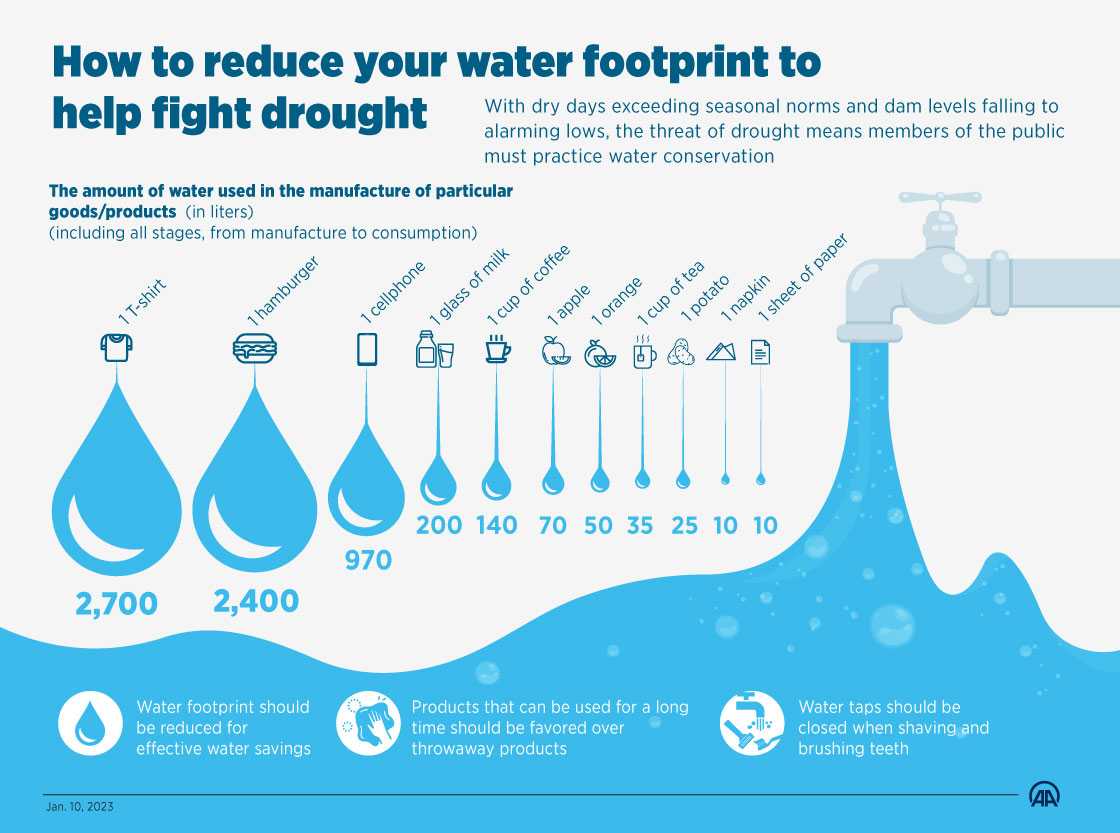 How to reduce your water footprint to
help fight drought
With dry days exceeding seasonal norms and dam levels falling to
alarming lows, the threat of drought means members of the public
must practice water conservation
The amount of water used in the manufacture of particular
goods/products (in liters)
(including all stages, from manufacture to consumption)
1 T-shirt
1 hamburger
1 cellphone
1 glass of milk
1 cup of coffee
1 apple
1 orange
1 cup of tea
1 potato
1 napkin
1 sheet of paper
2,700
2,400
970
200
140
70
50
35
25
10
10
Water footprint should
be reduced for
effective water savings
Products that can be used for a long
time should be favored over
throwaway products
Water taps should be
closed when shaving and
brushing teeth
Jan. 10, 2023
AA